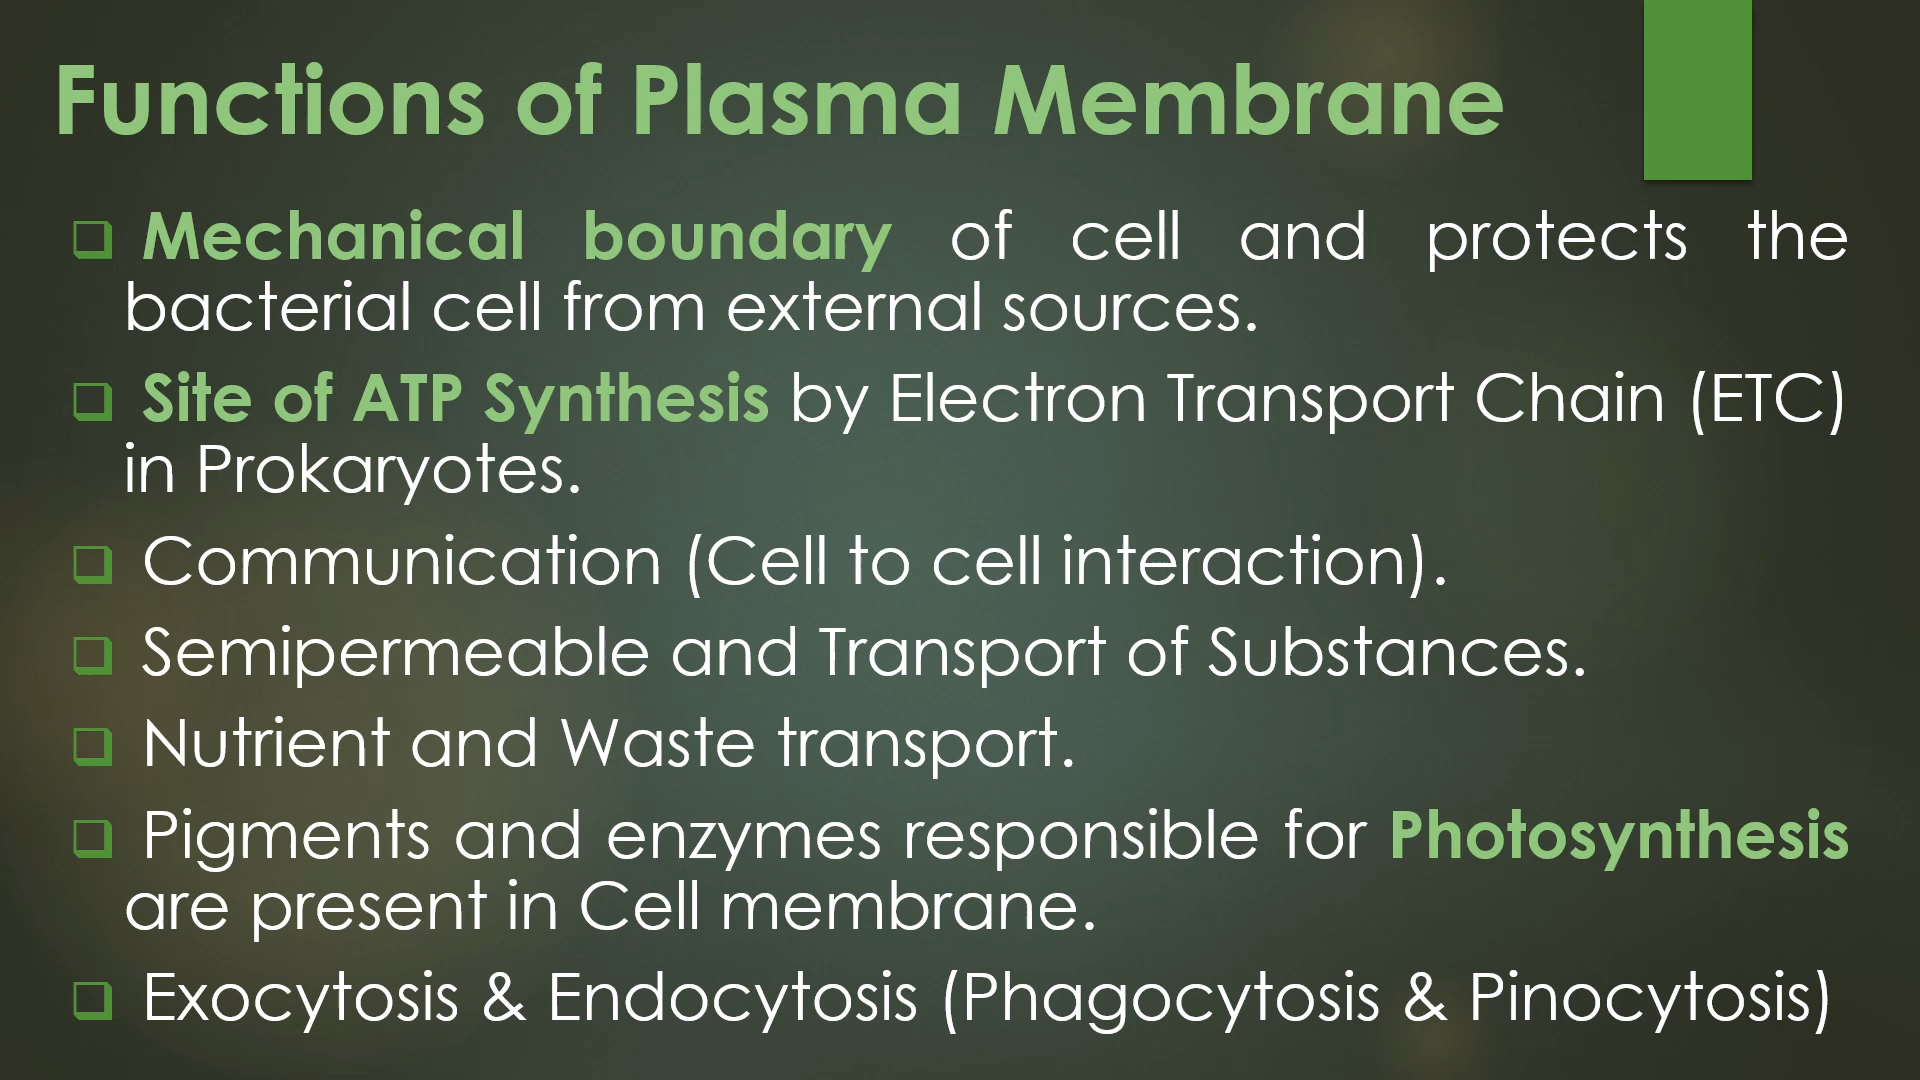 Functions of Plasma Membrane
Mechanical boundary of cell and protects the
bacterial cell from external sources.
Site of ATP Synthesis by Electron Transport Chain (ETC)
in Prokaryotes.
Communication (Cell to cell interaction).
Semipermeable and Transport of Substances.
Nutrient and Waste transport.
Pigments and enzymes responsible for Photosynthesis
are present in Cell membrane.
Exocytosis & Endocytosis (Phagocytosis & Pinocytosis)